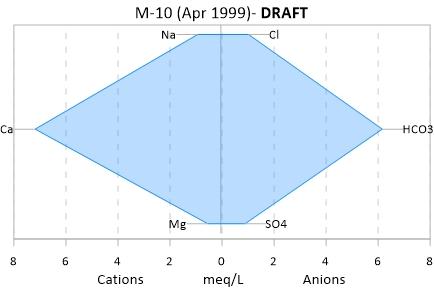 M-10 (Apr 1999)- DRAFT
Na Cl
Ca HCO3
Mg SO4
8 6 4 2 0 2 4 6 8
Cations meq/L Anions